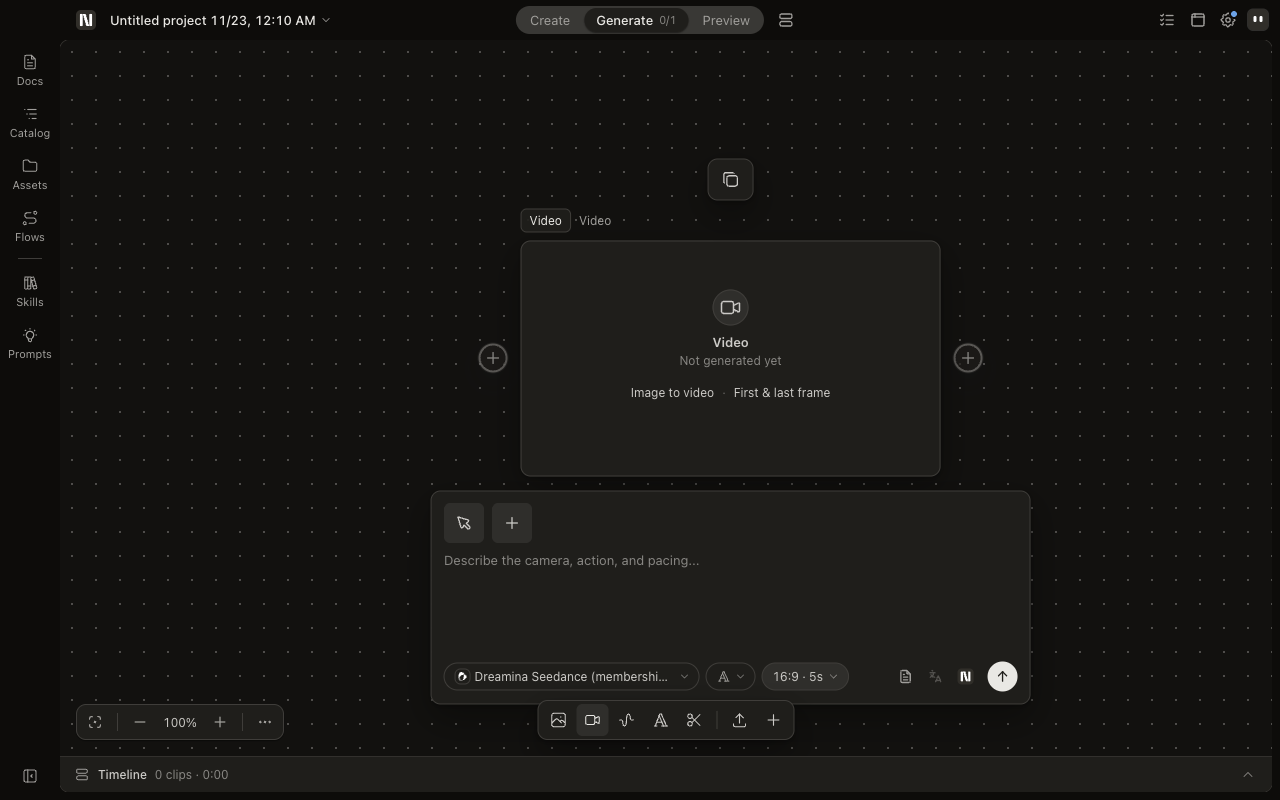 Untitled project 11/23, 12:10 AM
Create
Generate 0/1
Preview
Docs
Catalog
Assets
Flows
Skills
Prompts
Video Video
Video
Not generated yet
Image to video · First & last frame
Describe the camera, action, and pacing...
Dreamina Seedance (membershi...
16:9 · 5s
100%
Timeline 0 clips · 0:00